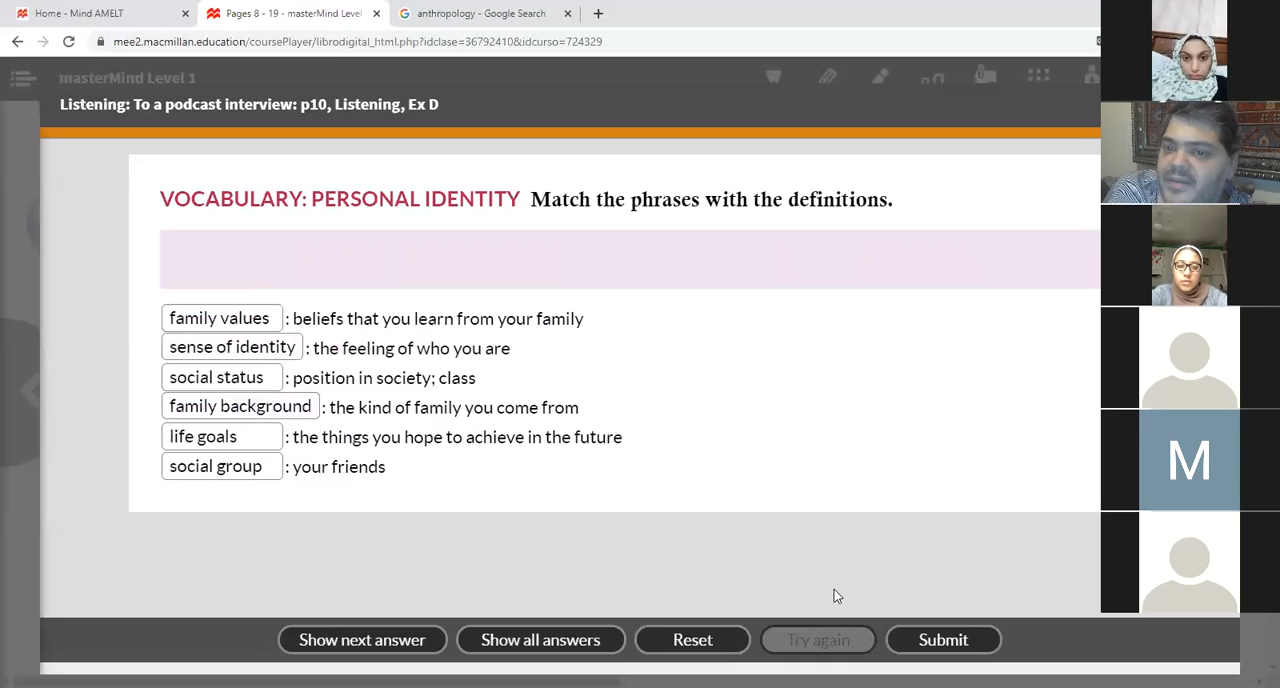 Home - Mind AMELT
Pages 8 - 19 - masterMind Level
anthropology - Google Search
mee2.macmillan.education/coursePlayer/librodigital_html.php?idclase=36792410&idcurso=724329
masterMind Level 1
Listening: To a podcast interview: p10, Listening, Ex D
VOCABULARY: PERSONAL IDENTITY Match the phrases with the definitions.
family values : beliefs that you learn from your family
sense of identity : the feeling of who you are
social status : position in society; class
family background : the kind of family you come from
life goals : the things you hope to achieve in the future
social group : your friends
M
Show next answer Show all answers Reset Try again Submit